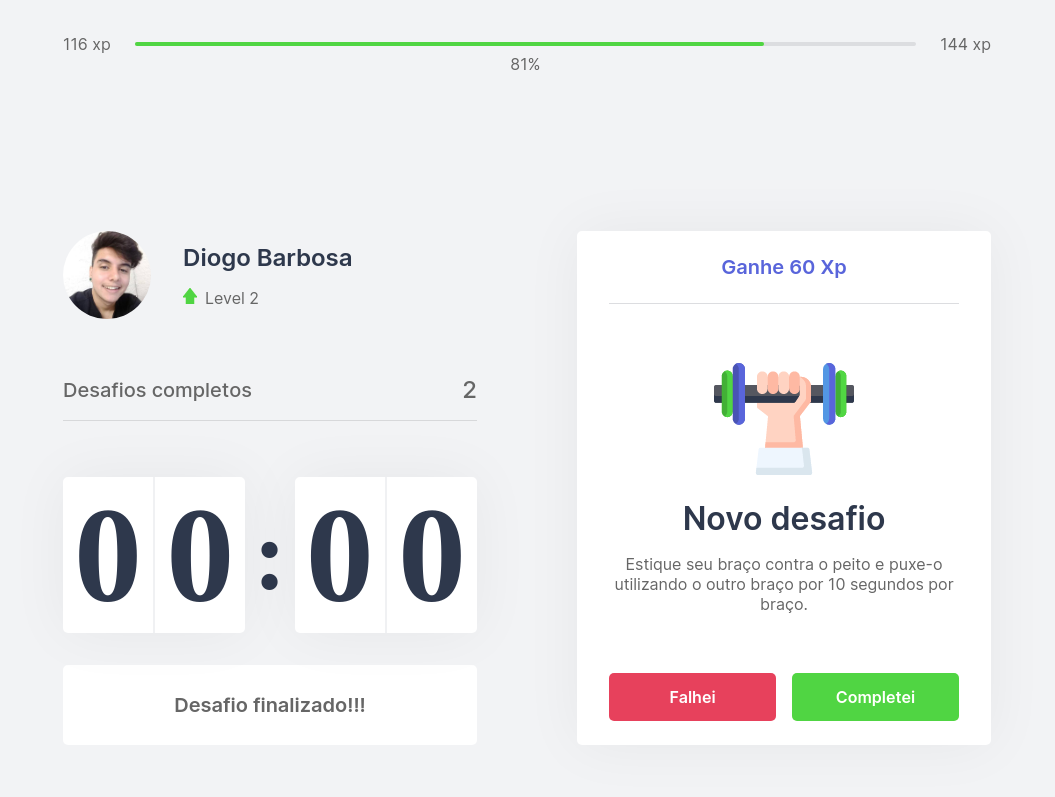 116 xp
144 xp
81%
Diogo Barbosa
Level 2
Desafios completos
2
00:00
Desafio finalizado!!!
Ganhe 60 Xp
Novo desafio
Estique seu braço contra o peito e puxe-o
utilizando o outro braço por 10 segundos por
braço.
Falhei
Completei